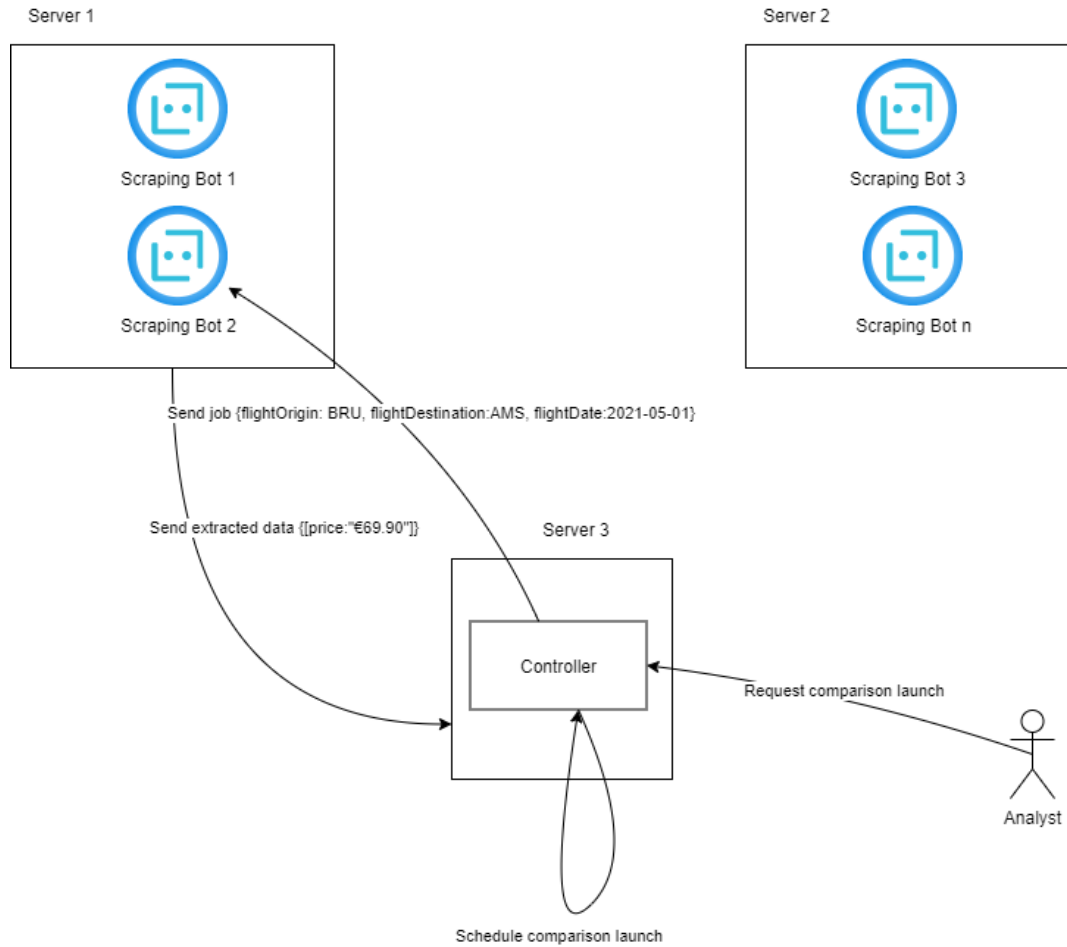 Server 1
Server 2
Scraping Bot 1
Scraping Bot 3
Scraping Bot 2
Scraping Bot n
Send job {flightOrigin: BRU, flightDestination:AMS, flightDate:2021-05-01}
Send extracted data {[price:"€69.90"]}
Server 3
Controller
Request comparison launch
Analyst
Schedule comparison launch